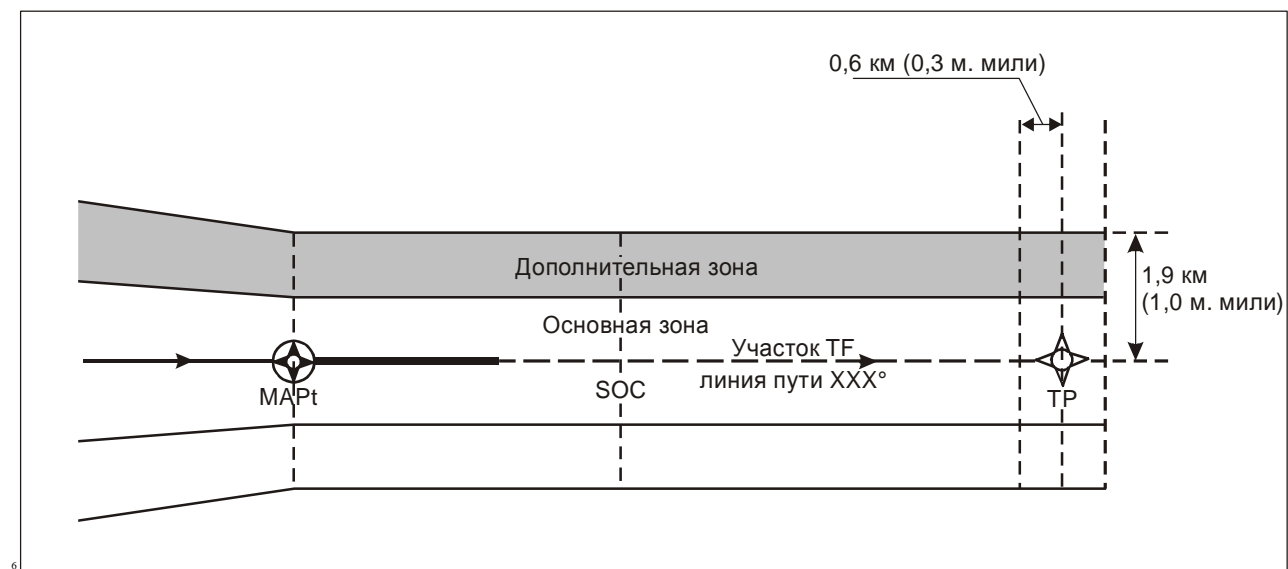 0,6 км (0,3 м. мили)
Дополнительная зона
1,9 км
(1,0 м. мили)
Основная зона
Участок TF
линия пути XXX°
MAPt
SOC
TP
6